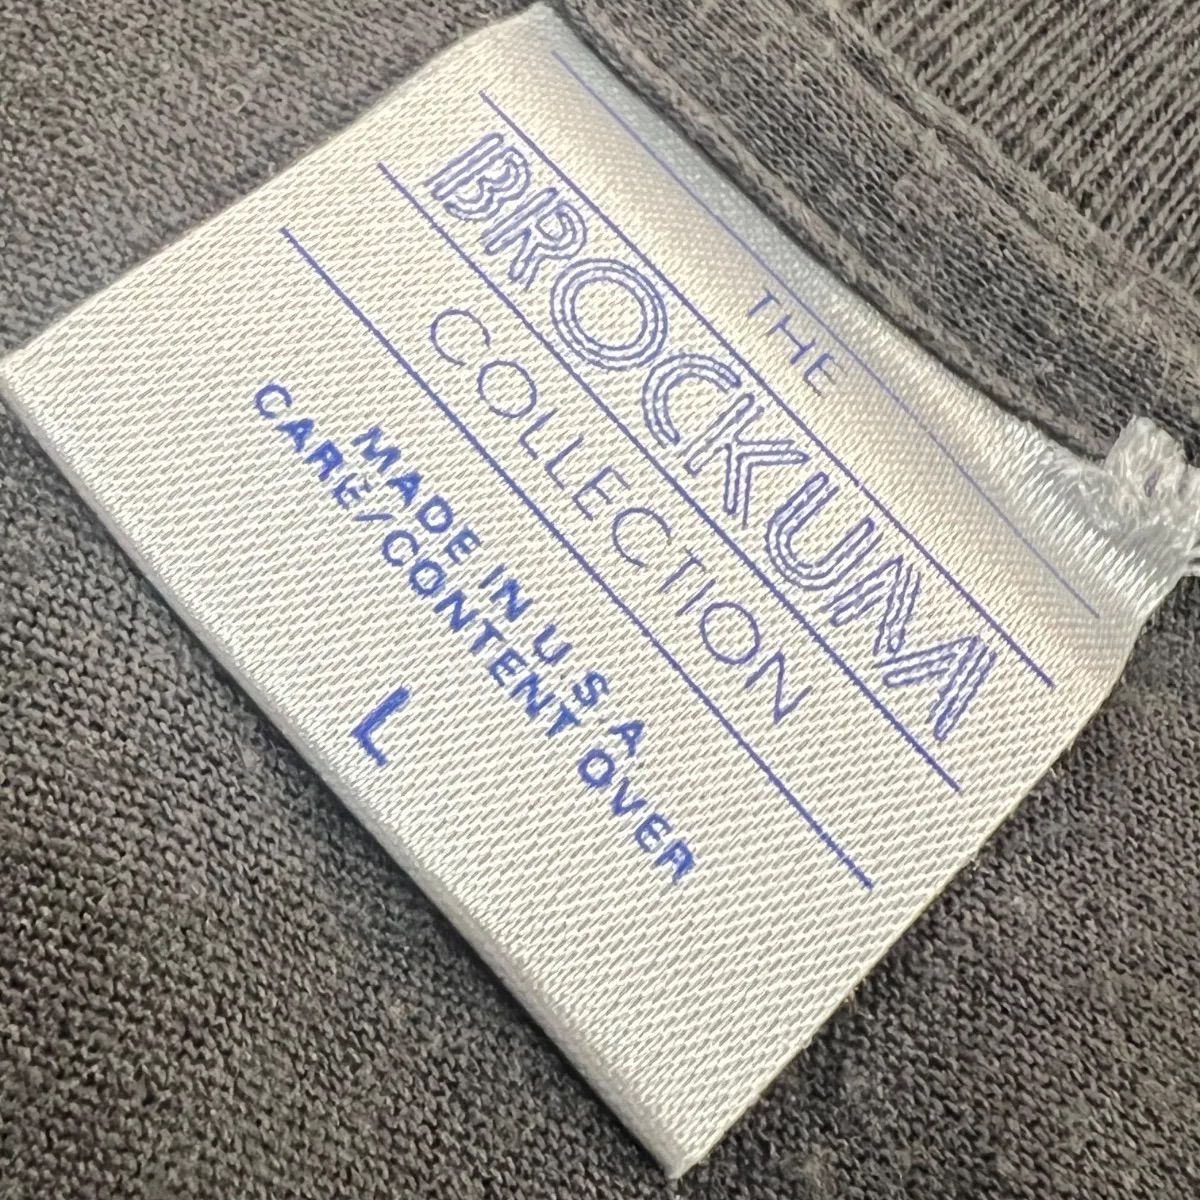 THE
BROCKUM
COLLECTION
MADE IN U S A
CARE/CONTENT OVER
L